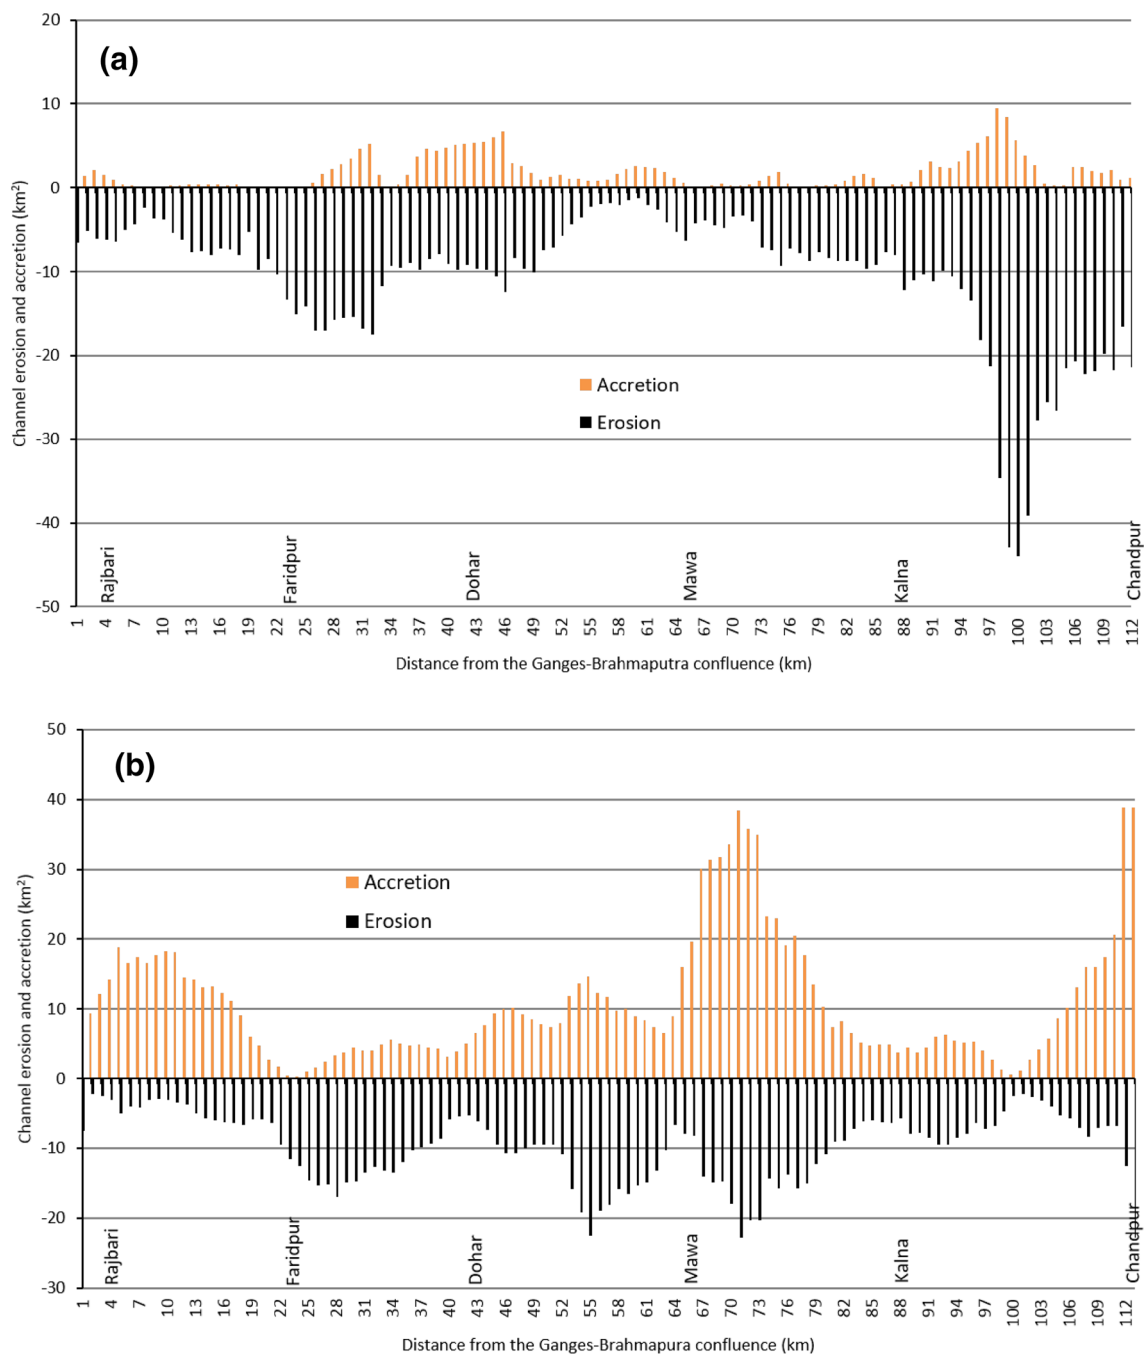 (a)
20
10
0
-10
-20
-30
-40
-50
Channel erosion and accretion (km²)
Accretion
Erosion
Rajbari
Faridpur
Dohar
Mawa
Kalna
Chandpur
1 4 7 10 13 16 19 22 25 28 31 34 37 40 43 46 49 52 55 58 61 64 67 70 73 76 79 82 85 88 91 94 97 100 103 106 109 112
Distance from the Ganges-Brahmaputra confluence (km)
(b)
50
40
30
20
10
0
-10
-20
-30
Channel erosion and accretion (km²)
Accretion
Erosion
Rajbari
Faridpur
Dohar
Mawa
Kalna
Chandpur
1 4 7 10 13 16 19 22 25 28 31 34 37 40 43 46 49 52 55 58 61 64 67 70 73 76 79 82 85 88 91 94 97 100 103 106 109 112
Distance from the Ganges-Brahmapura confluence (km)